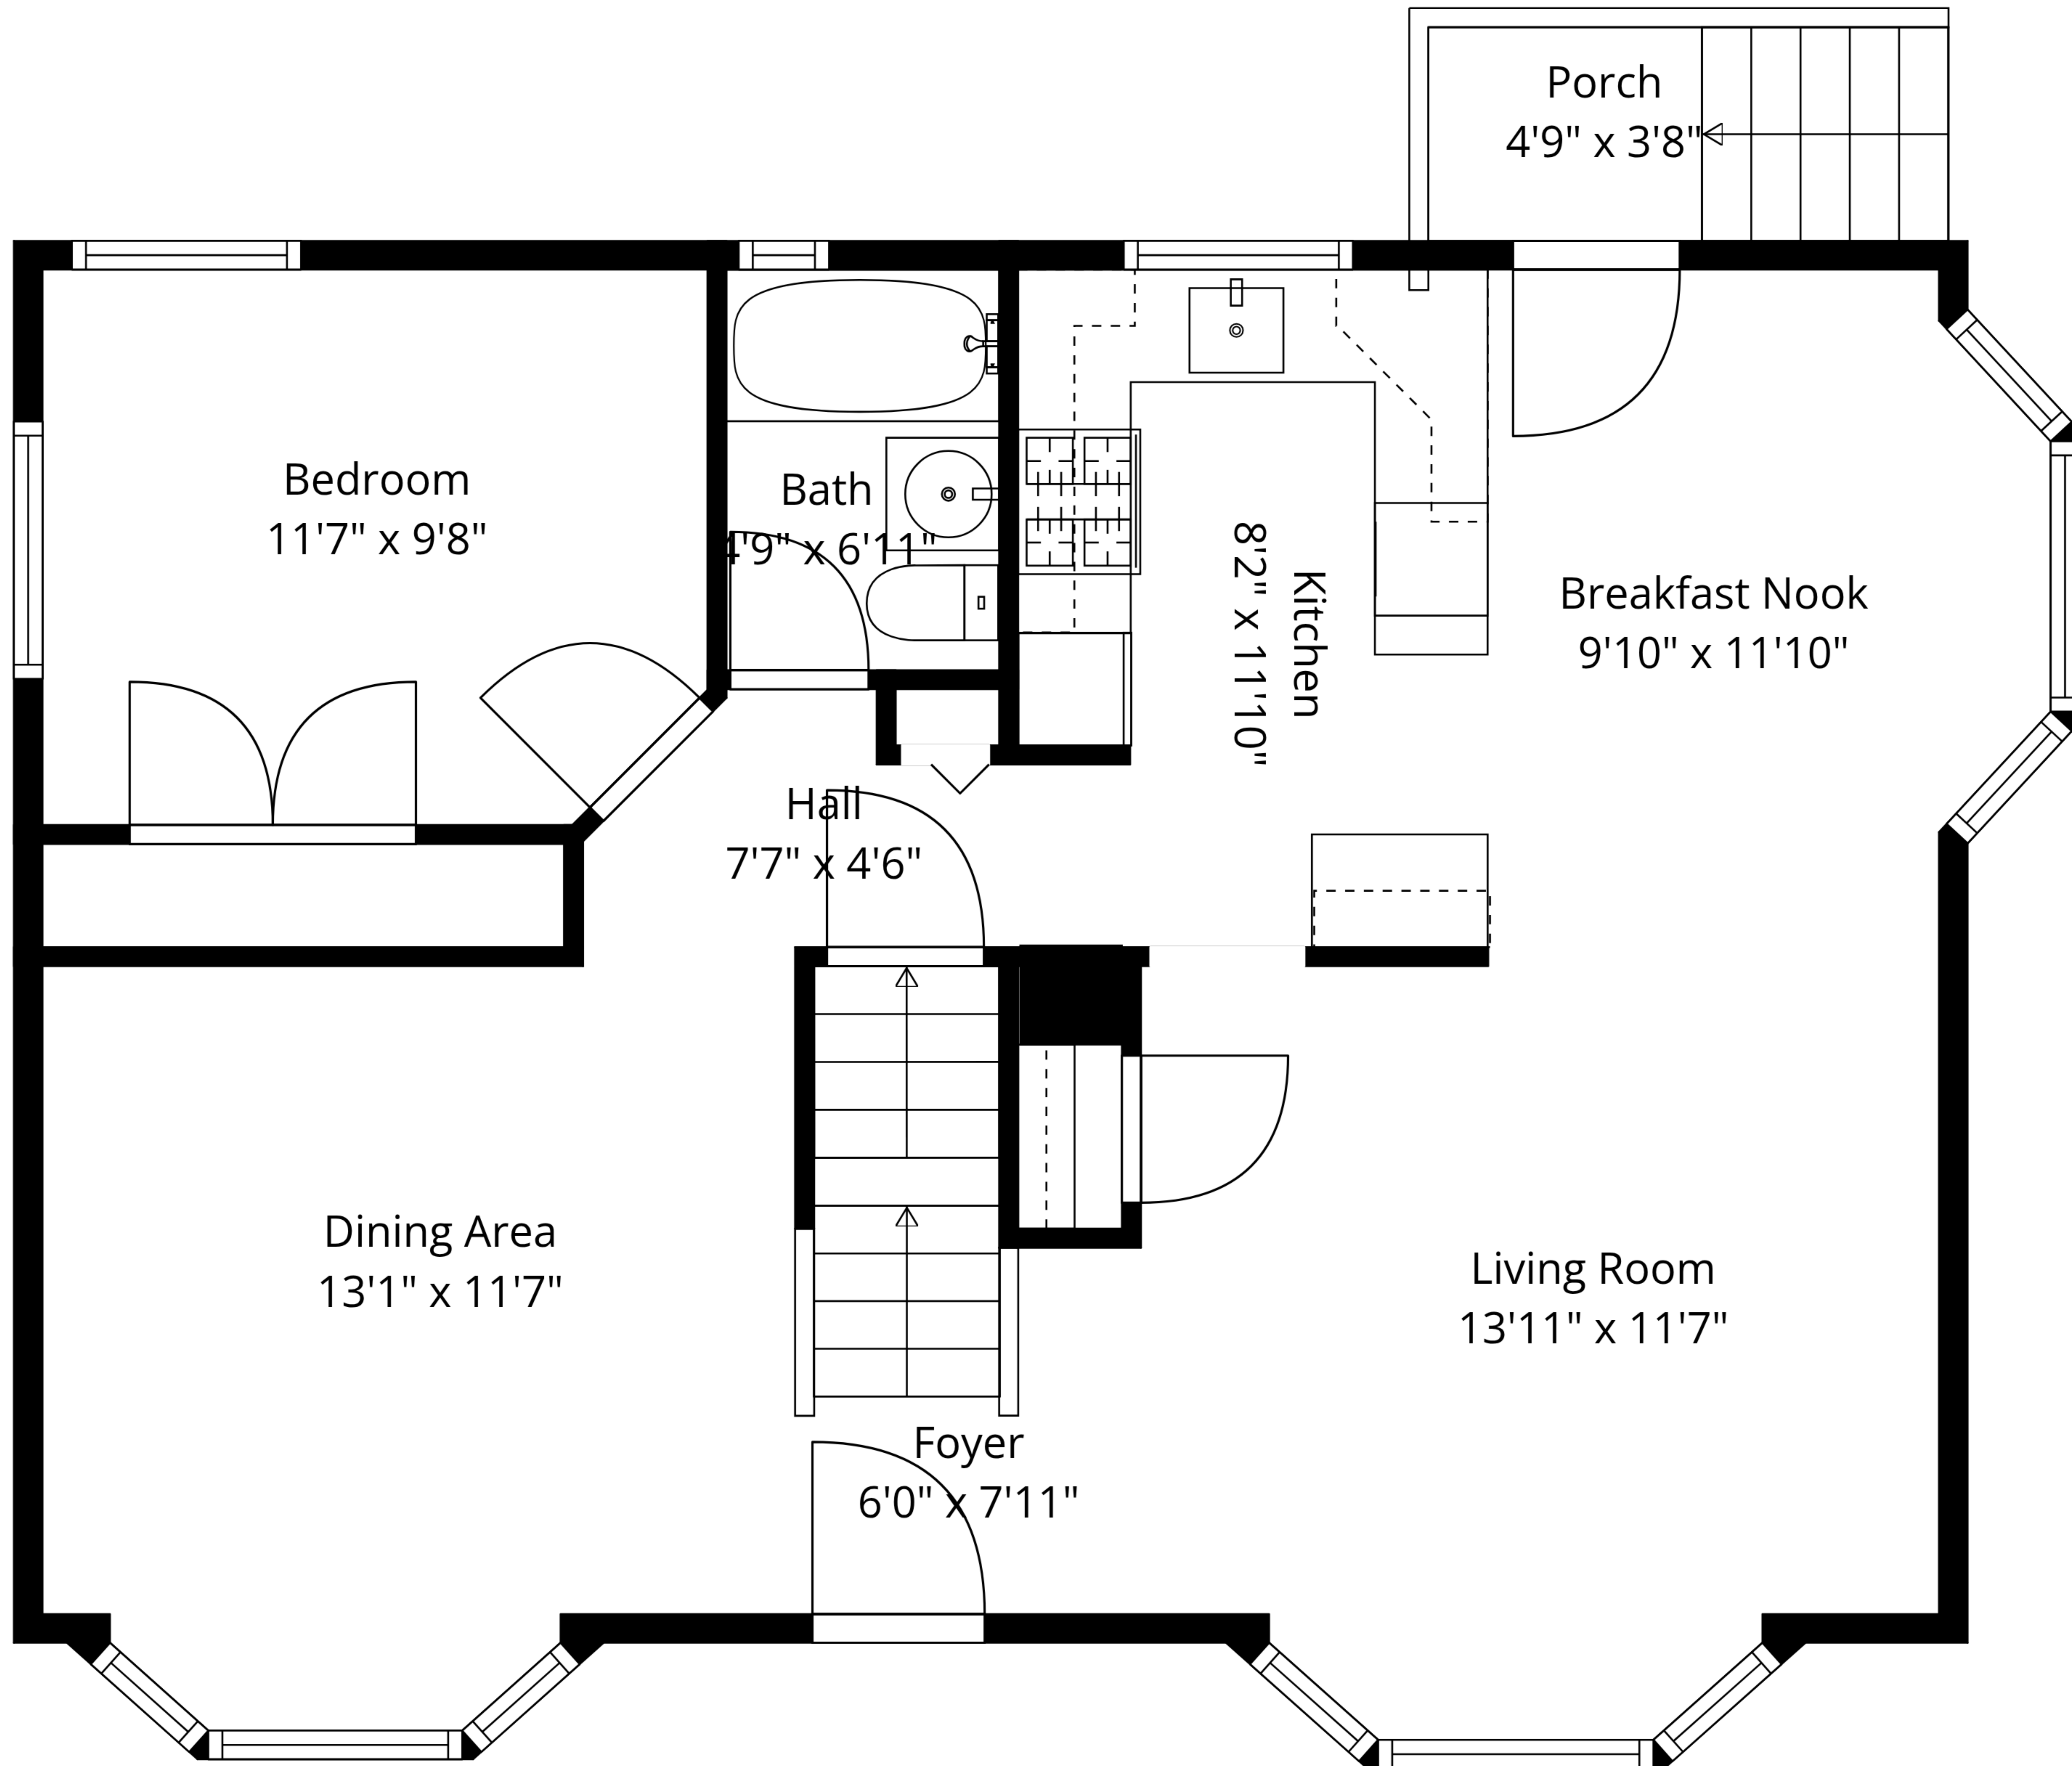 Porch
4'9" x 3'8"
Bedroom
11'7" x 9'8"
Bath
4'9" x 6'11"
Kitchen
8'2" x 11'10"
Breakfast Nook
9'10" x 11'10"
Hall
7'7" x 4'6"
Dining Area
13'1" x 11'7"
Living Room
13'11" x 11'7"
Foyer
6'0" x 7'11"